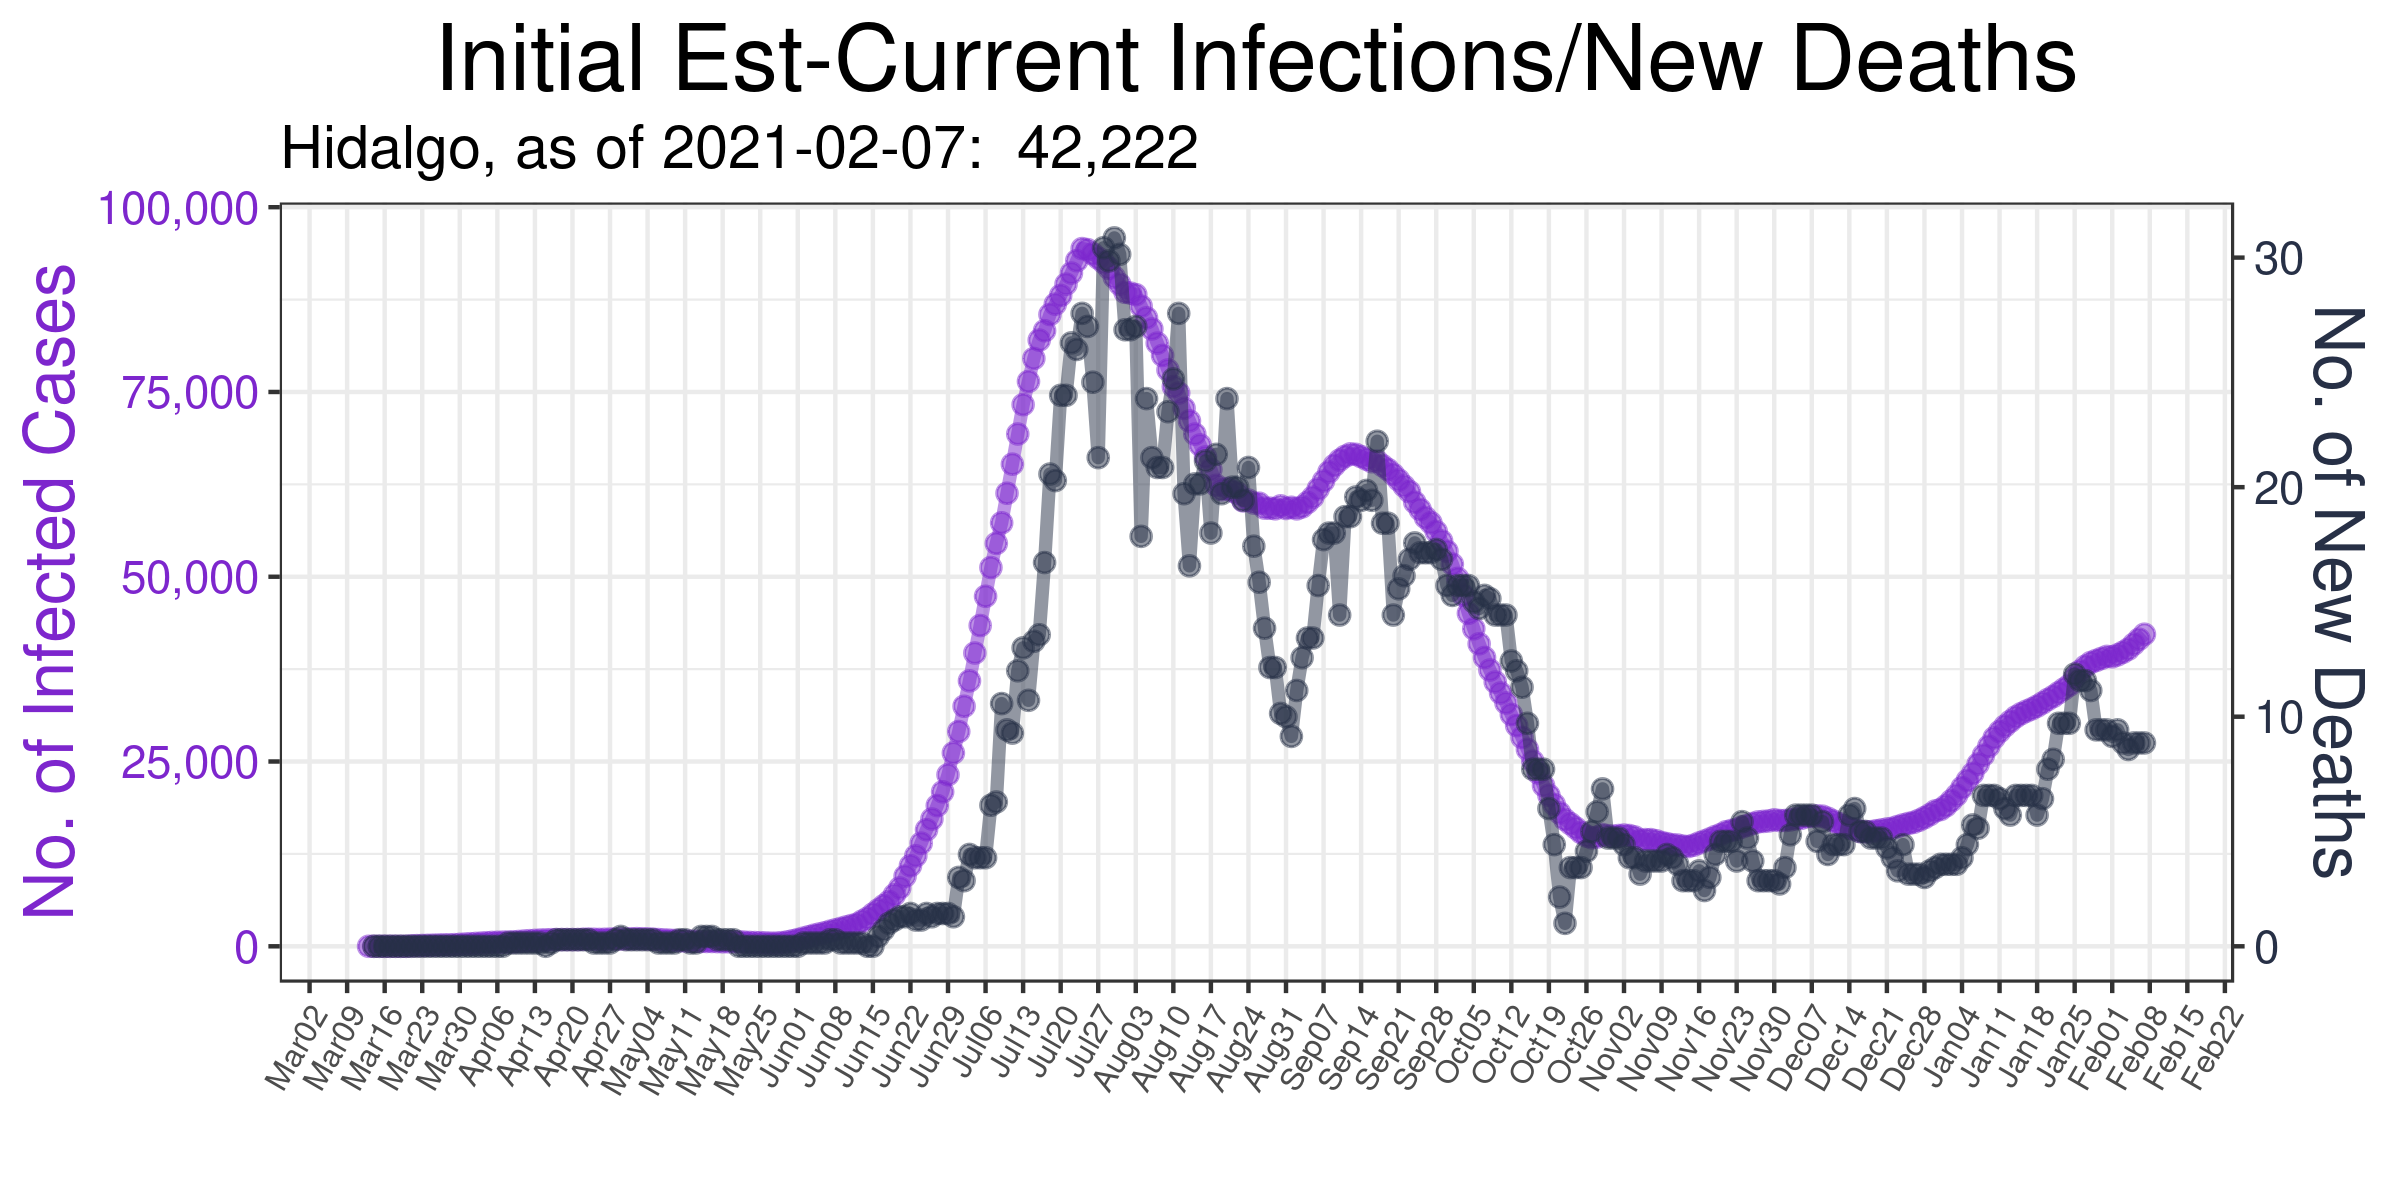 Initial Est-Current Infections/New Deaths
Hidalgo, as of 2021-02-07:  42,222
No. of Infected Cases
100,000
75,000
50,000
25,000
0
30
20
10
0
No. of New Deaths
Mar02
Mar09
Mar16
Mar23
Mar30
Apr06
Apr13
Apr20
Apr27
May04
May11
May18
May25
Jun01
Jun08
Jun15
Jun22
Jun29
Jul06
Jul13
Jul20
Jul27
Aug03
Aug10
Aug17
Aug24
Aug31
Sep07
Sep14
Sep21
Sep28
Oct05
Oct12
Oct19
Oct26
Nov02
Nov09
Nov16
Nov23
Nov30
Dec07
Dec14
Dec21
Dec28
Jan04
Jan11
Jan18
Jan25
Feb01
Feb08
Feb15
Feb22